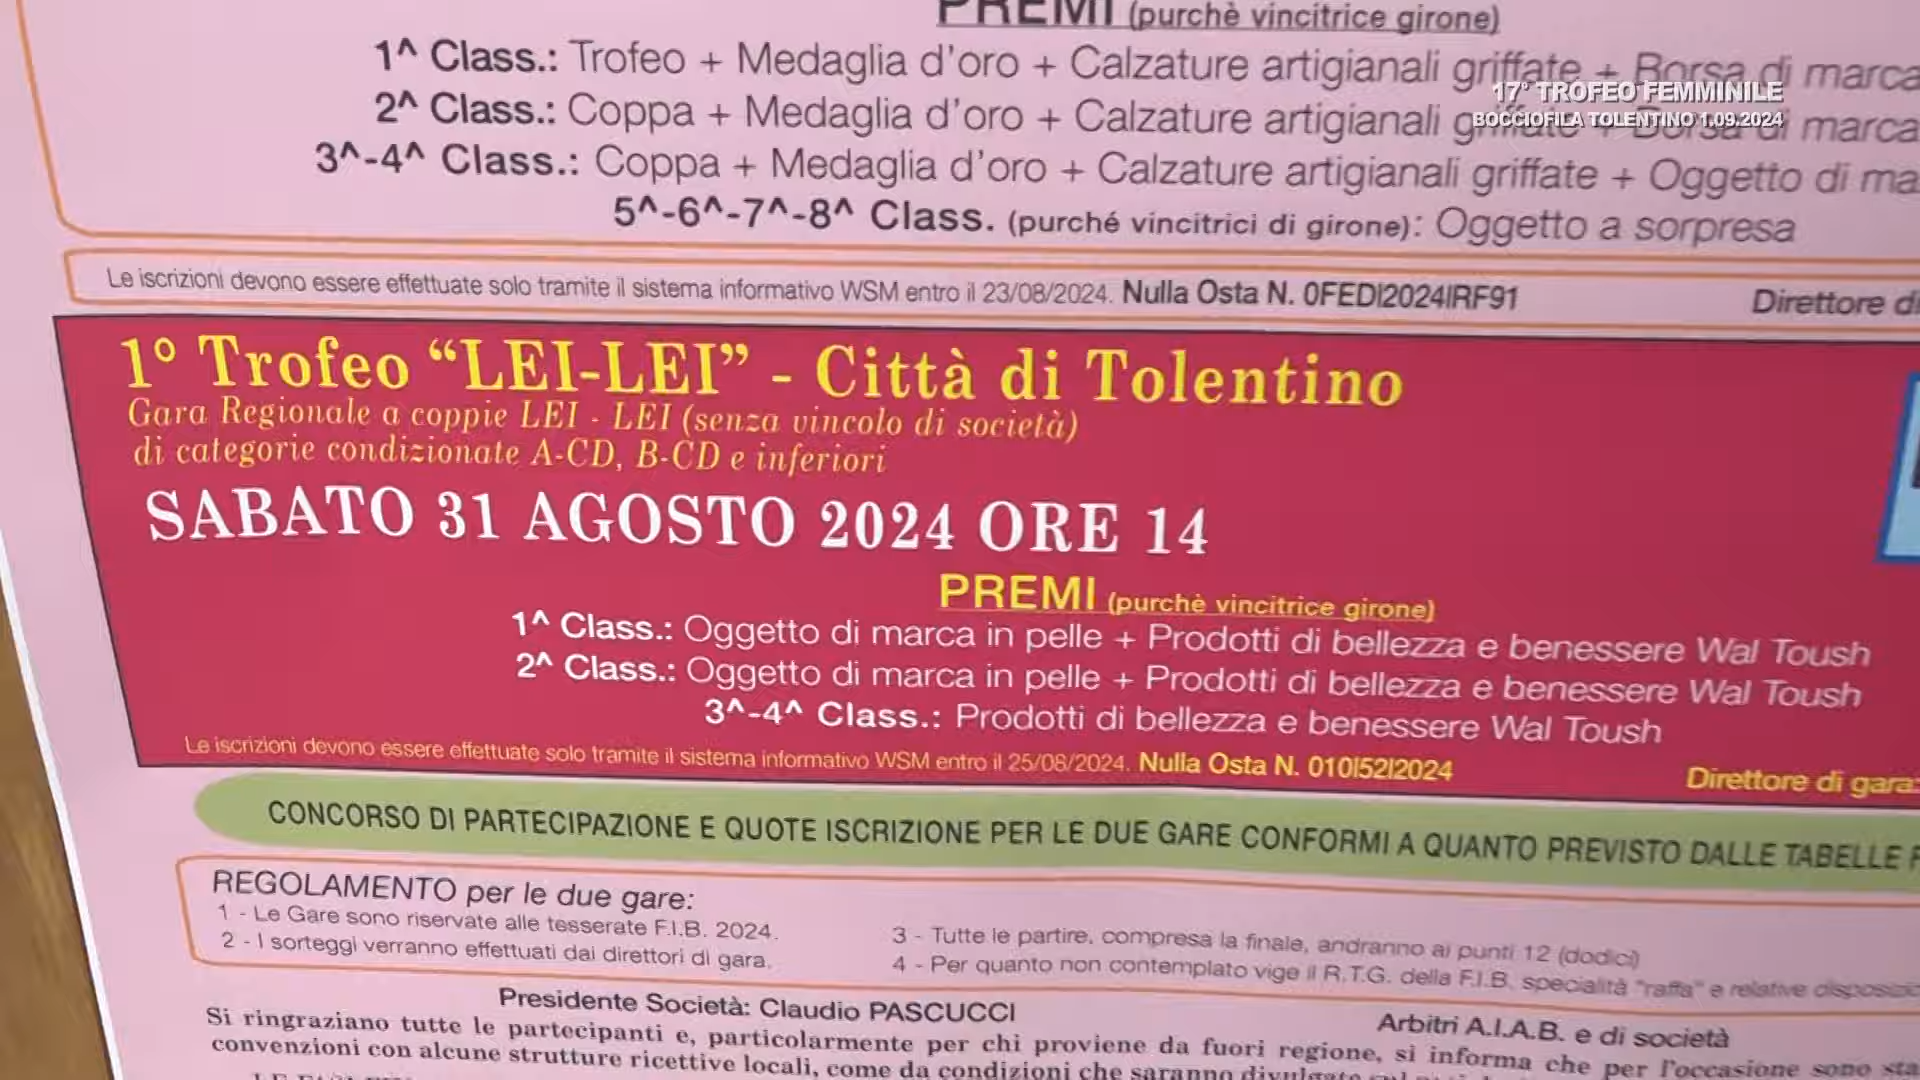 PREMI (purchè vincitrice girone)
1^ Class.: Trofeo + Medaglia d'oro + Calzature artigianali griffate + Borsa di marca
17° TROFEO FEMMINILE
BOCCIOFILA TOLENTINO 1,09.2024
2^ Class.: Coppa + Medaglia d'oro + Calzature artigianali griffate + Borsa di marca
3^-4^ Class.: Coppa + Medaglia d'oro + Calzature artigianali griffate + Oggetto di
5^-6^-7^-8^ Class. (purché vincitrici di girone): Oggetto a sorpresa
Le iscrizioni devono essere effettuate solo tramite il sistema informativo WSM entro il 23/08/2024. Nulla Osta N. 0FEDI2024IRF91 Direttore
1° Trofeo “LEI-LEI” - Città di Tolentino
Gara Regionale a coppie LEI - LEI (senza vincolo di società)
di categorie condizionate A-CD, B-CD e inferiori
SABATO 31 AGOSTO 2024 ORE 14
PREMI (purchè vincitrice girone)
1^ Class.: Oggetto di marca in pelle + Prodotti di bellezza e benessere Wal Toush
2^ Class.: Oggetto di marca in pelle + Prodotti di bellezza e benessere Wal Toush
3^-4^ Class.: Prodotti di bellezza e benessere Wal Toush
Le iscrizioni devono essere effettuate solo tramite il sistema informativo WSM entro il 25/08/2024. Nulla Osta N. 010I52I2024 Direttore di gara:
CONCORSO DI PARTECIPAZIONE E QUOTE ISCRIZIONE PER LE DUE GARE CONFORMI A QUANTO PREVISTO DALLE TABELLE F
REGOLAMENTO per le due gare:
1 - Le Gare sono riservate alle tesserate F.I.B. 2024.
2 - I sorteggi verranno effettuati dai direttori di gara.
3 - Tutte le partire, compresa la finale, andranno ai punti 12 (dodici)
4 - Per quanto non contemplato vige il R.T.G. della F.I.B. specialità "raffa" e relative
Presidente Società: Claudio PASCUCCI
Arbitri A.I.A.B. e di società
Si ringraziano tutte le partecipanti e, particolarmente per chi proviene da fuori regione, si informa che per l'occasione sono
convenzioni con alcune strutture ricettive locali, come da condizioni che saranno